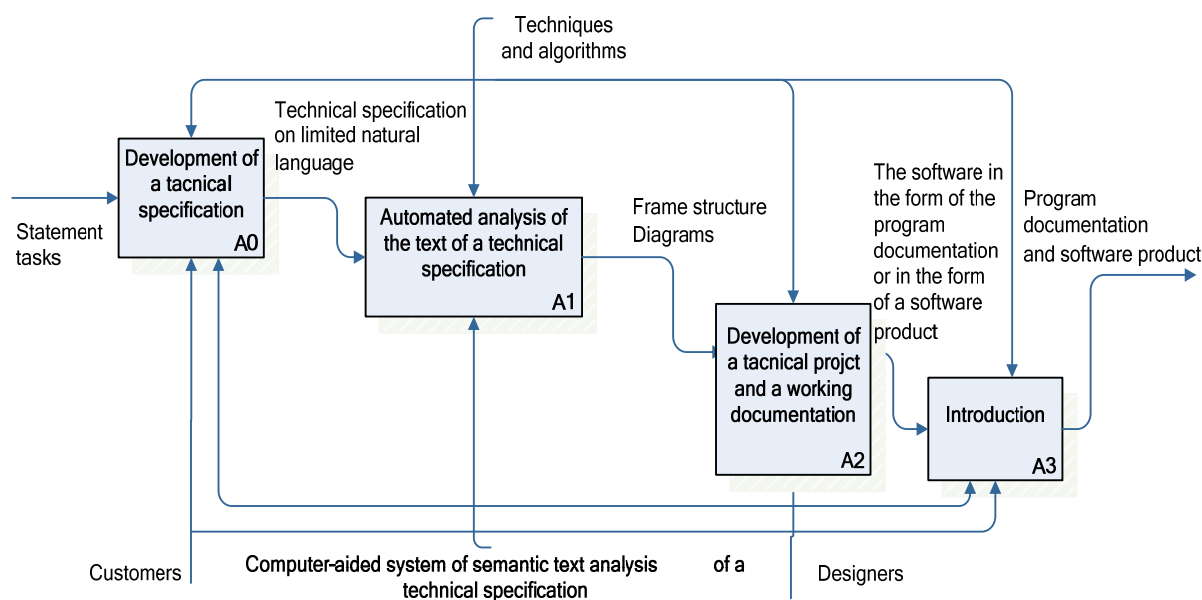 Techniques
and algorithms
Technical specification
on limited natural
language
Development of
a tacnical
specification
A0
Statement
tasks
Automated analysis of
the text of a technical
specification
A1
Frame structure
Diagrams
The software in
the form of the
program
documentation
or in the form
of a software
product
Program
documentation
and software product
Development of
a tacnical projct
and a working
documentation
A2
Introduction
A3
Customers
Computer-aided system of semantic text analysis of a
technical specification
Designers